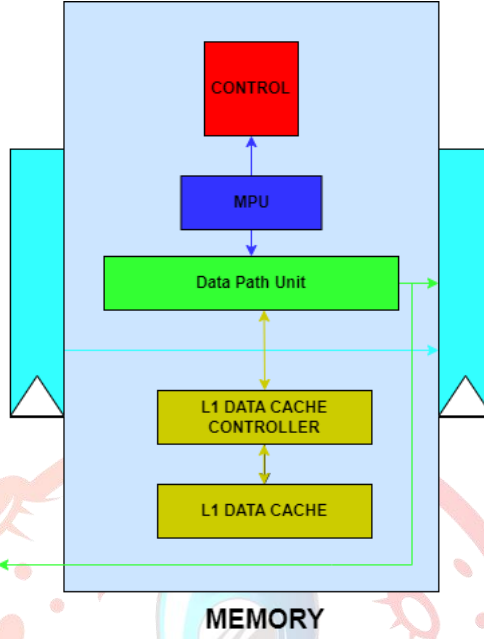 CONTROL
MPU
Data Path Unit
L1 DATA CACHE
CONTROLLER
L1 DATA CACHE
MEMORY